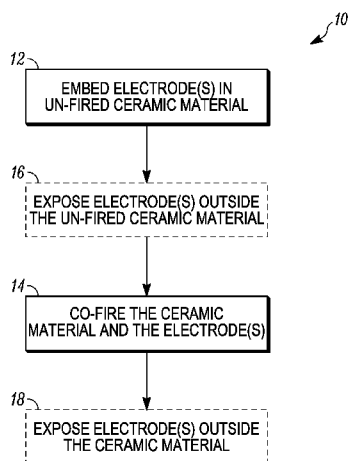 10
12
EMBED ELECTRODE(S) IN
UN-FIRED CERAMIC MATERIAL
16
EXPOSE ELECTRODE(S) OUTSIDE
THE UN-FIRED CERAMIC MATERIAL
14
CO-FIRE THE CERAMIC
MATERIAL AND THE ELECTRODE(S)
18
EXPOSE ELECTRODE(S) OUTSIDE
THE CERAMIC MATERIAL